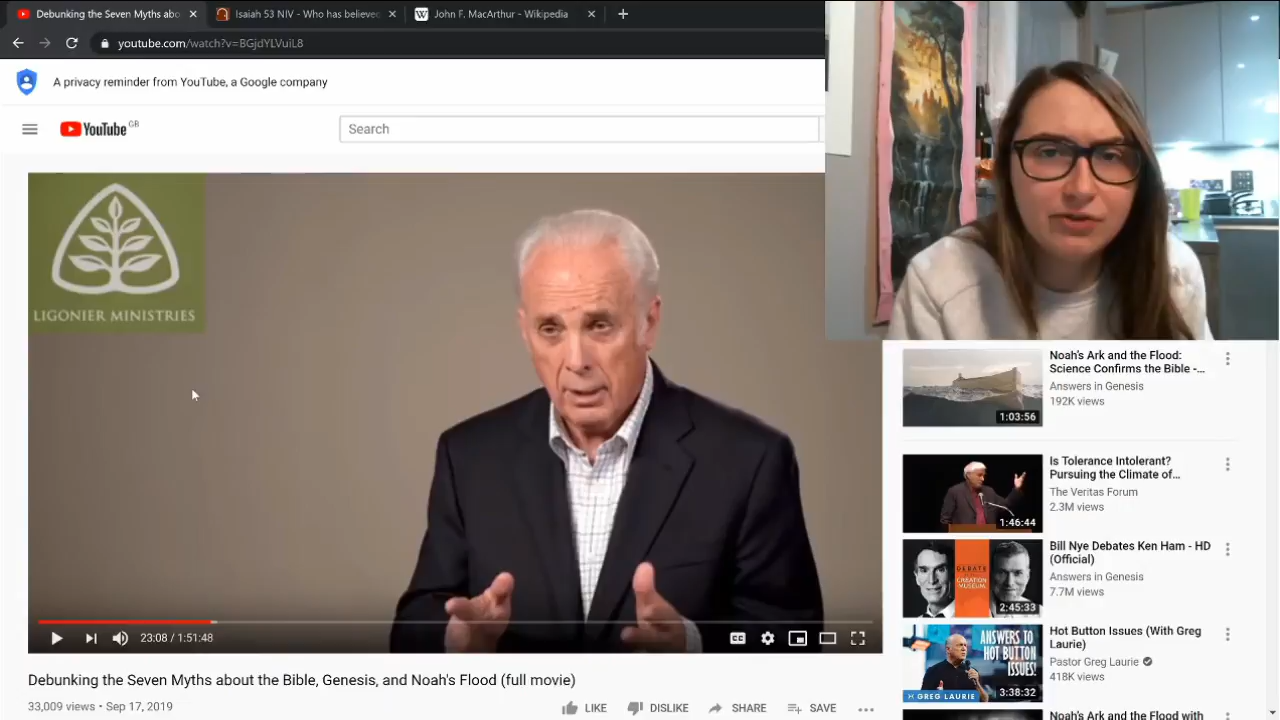 Debunking the Seven Myths abo
Isaiah 53 NIV - Who has believed
John F. MacArthur - Wikipedia
youtube.com/watch?v=BGjdYLVuiL8
A privacy reminder from YouTube, a Google company
YouTube GB
Search
LIGONIER MINISTRIES
23:08 / 1:51:48
CC
Debunking the Seven Myths about the Bible, Genesis, and Noah's Flood (full movie)
33,009 views • Sep 17, 2019
LIKE
DISLIKE
SHARE
SAVE
Noah's Ark and the Flood:
Science Confirms the Bible -...
Answers in Genesis
192K views
1:03:56
Is Tolerance Intolerant?
Pursuing the Climate of...
The Veritas Forum
2.3M views
1:46:44
Bill Nye Debates Ken Ham - HD
(Official)
Answers in Genesis
7.7M views
DEBATE
CREATION
MUSEUM
2:45:33
Hot Button Issues (With Greg
Laurie)
Pastor Greg Laurie
418K views
ANSWERS TO
HOT BUTTON
ISSUES!
GREG LAURIE
3:38:32
Noah's Ark and the Flood with